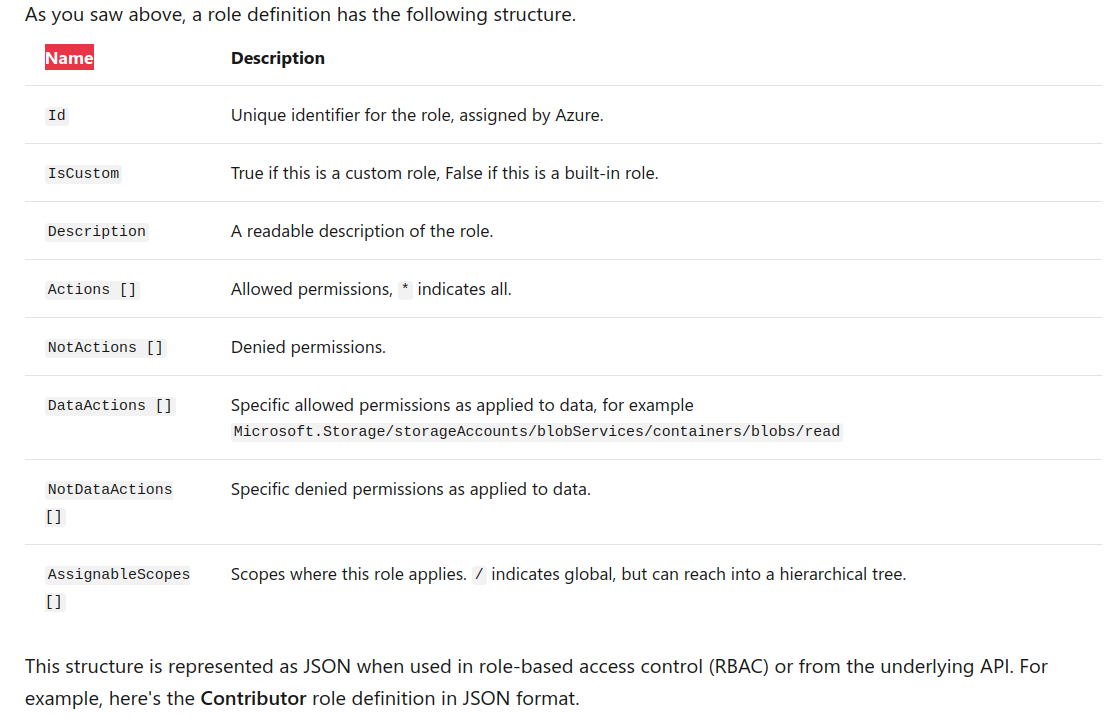 As you saw above, a role definition has the following structure.
Name Description
Id Unique identifier for the role, assigned by Azure.
IsCustom True if this is a custom role, False if this is a built-in role.
Description A readable description of the role.
Actions [] Allowed permissions, * indicates all.
NotActions [] Denied permissions.
DataActions [] Specific allowed permissions as applied to data, for example
Microsoft.Storage/storageAccounts/blobServices/containers/blobs/read
NotDataActions Specific denied permissions as applied to data.
[]
AssignableScopes Scopes where this role applies. / indicates global, but can reach into a hierarchical tree.
[]
This structure is represented as JSON when used in role-based access control (RBAC) or from the underlying API. For
example, here's the Contributor role definition in JSON format.